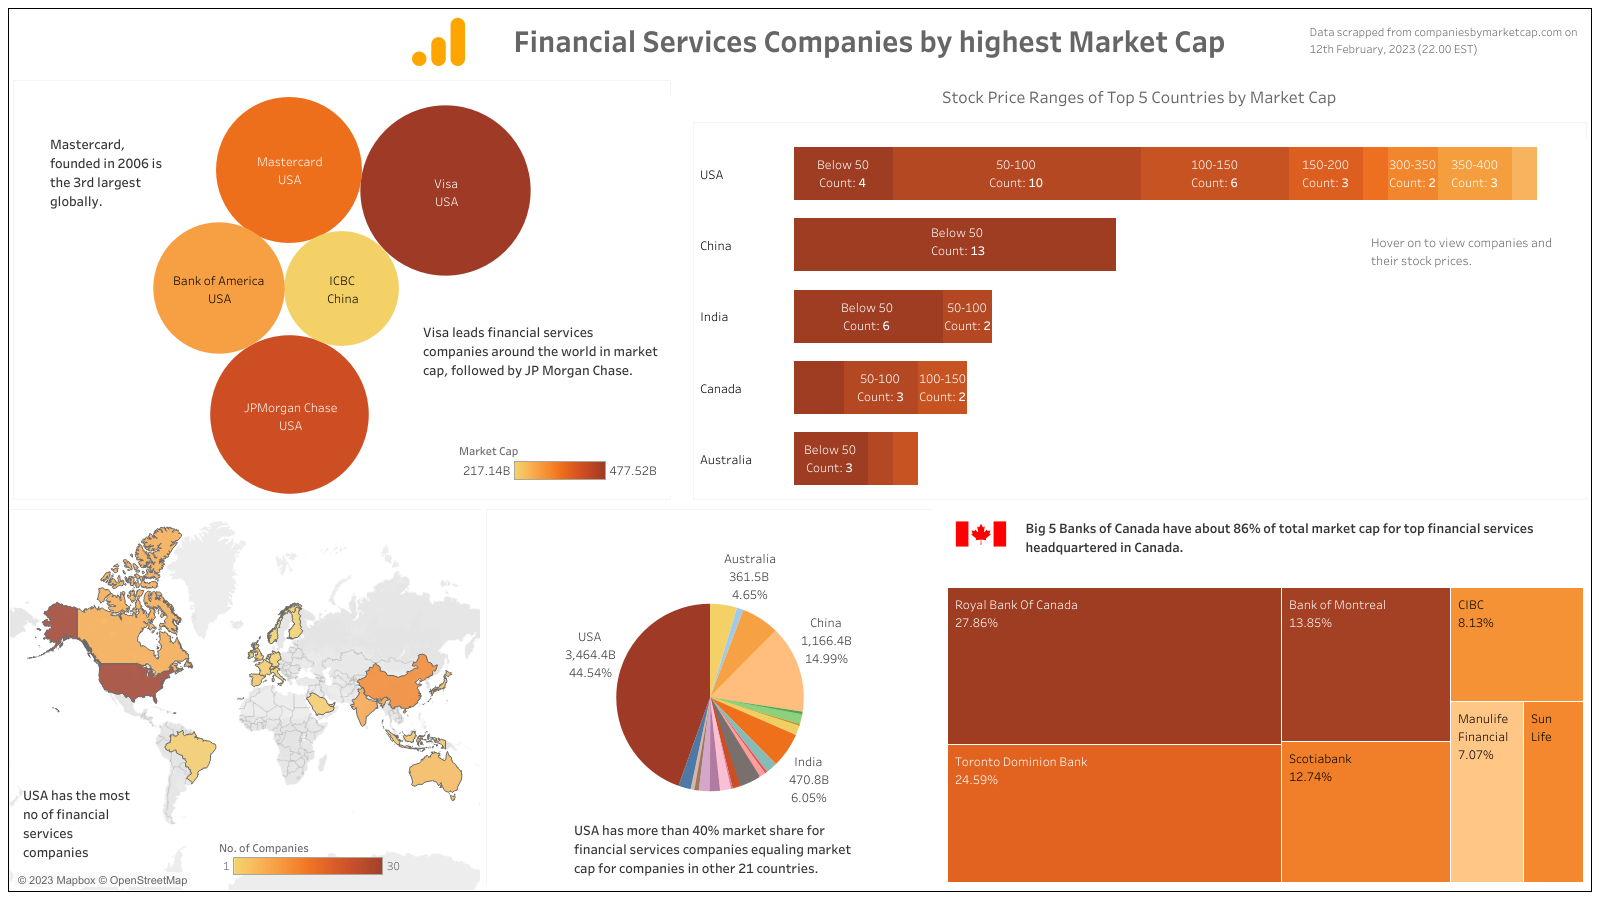 Financial Services Companies by highest Market Cap
Data scrapped from companiesbymarketcap.com on
12th February, 2023 (22.00 EST)
Mastercard,
founded in 2006 is
the 3rd largest
globally.
Mastercard
USA
Visa
USA
Bank of America
USA
ICBC
China
JPMorgan Chase
USA
Visa leads financial services
companies around the world in market
cap, followed by JP Morgan Chase.
Market Cap
217.14B
477.52B
Stock Price Ranges of Top 5 Countries by Market Cap
USA
Below 50
Count: 4
50-100
Count: 10
100-150
Count: 6
150-200
Count: 3
300-350
Count: 2
350-400
Count: 3
China
Below 50
Count: 13
Hover on to view companies and
their stock prices.
India
Below 50
Count: 6
50-100
Count: 2
Canada
50-100
Count: 3
100-150
Count: 2
Australia
Below 50
Count: 3
USA has the most
no of financial
services
companies
No. of Companies
1
30
© 2023 Mapbox © OpenStreetMap
Australia
361.5B
4.65%
China
1,166.4B
14.99%
USA
3,464.4B
44.54%
India
470.8B
6.05%
USA has more than 40% market share for
financial services companies equaling market
cap for companies in other 21 countries.
Big 5 Banks of Canada have about 86% of total market cap for top financial services
headquartered in Canada.
Royal Bank Of Canada
27.86%
Toronto Dominion Bank
24.59%
Bank of Montreal
13.85%
Scotiabank
12.74%
CIBC
8.13%
Manulife
Financial
7.07%
Sun
Life